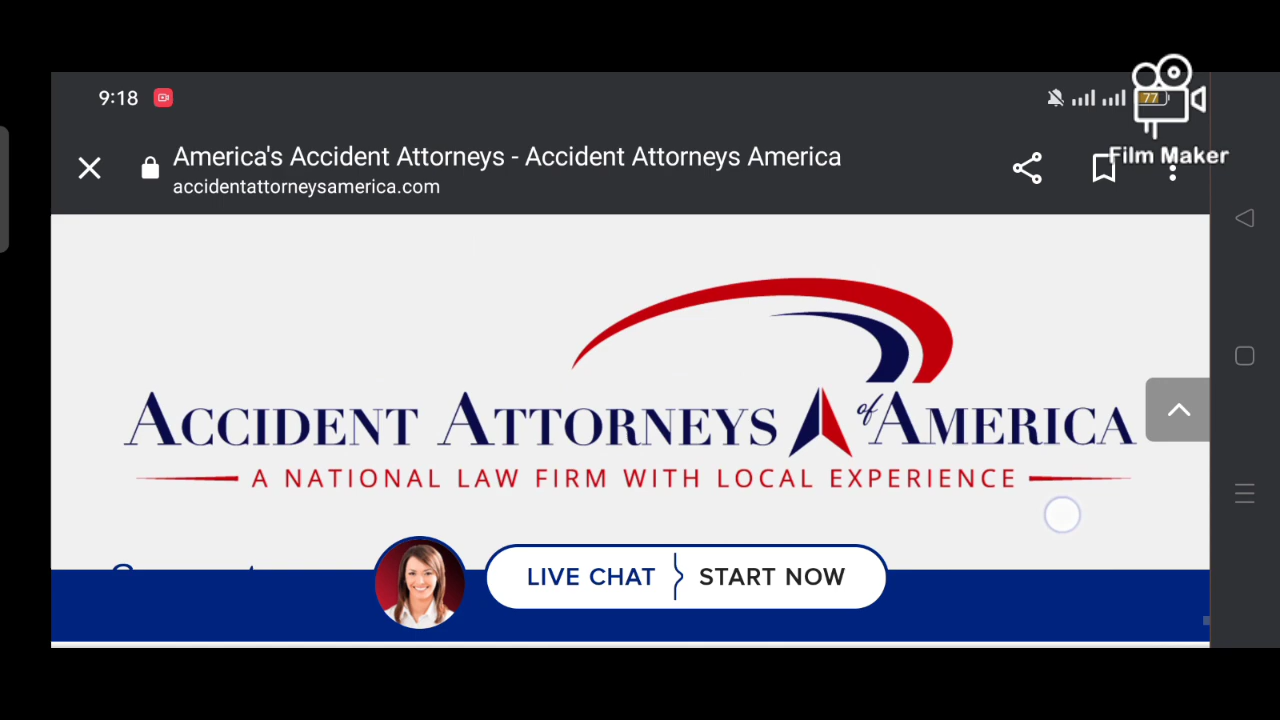 9:18
77
Film Maker
America's Accident Attorneys - Accident Attorneys America
accidentattorneysamerica.com
ACCIDENT ATTORNEYS of AMERICA
A NATIONAL LAW FIRM WITH LOCAL EXPERIENCE
LIVE CHAT START NOW